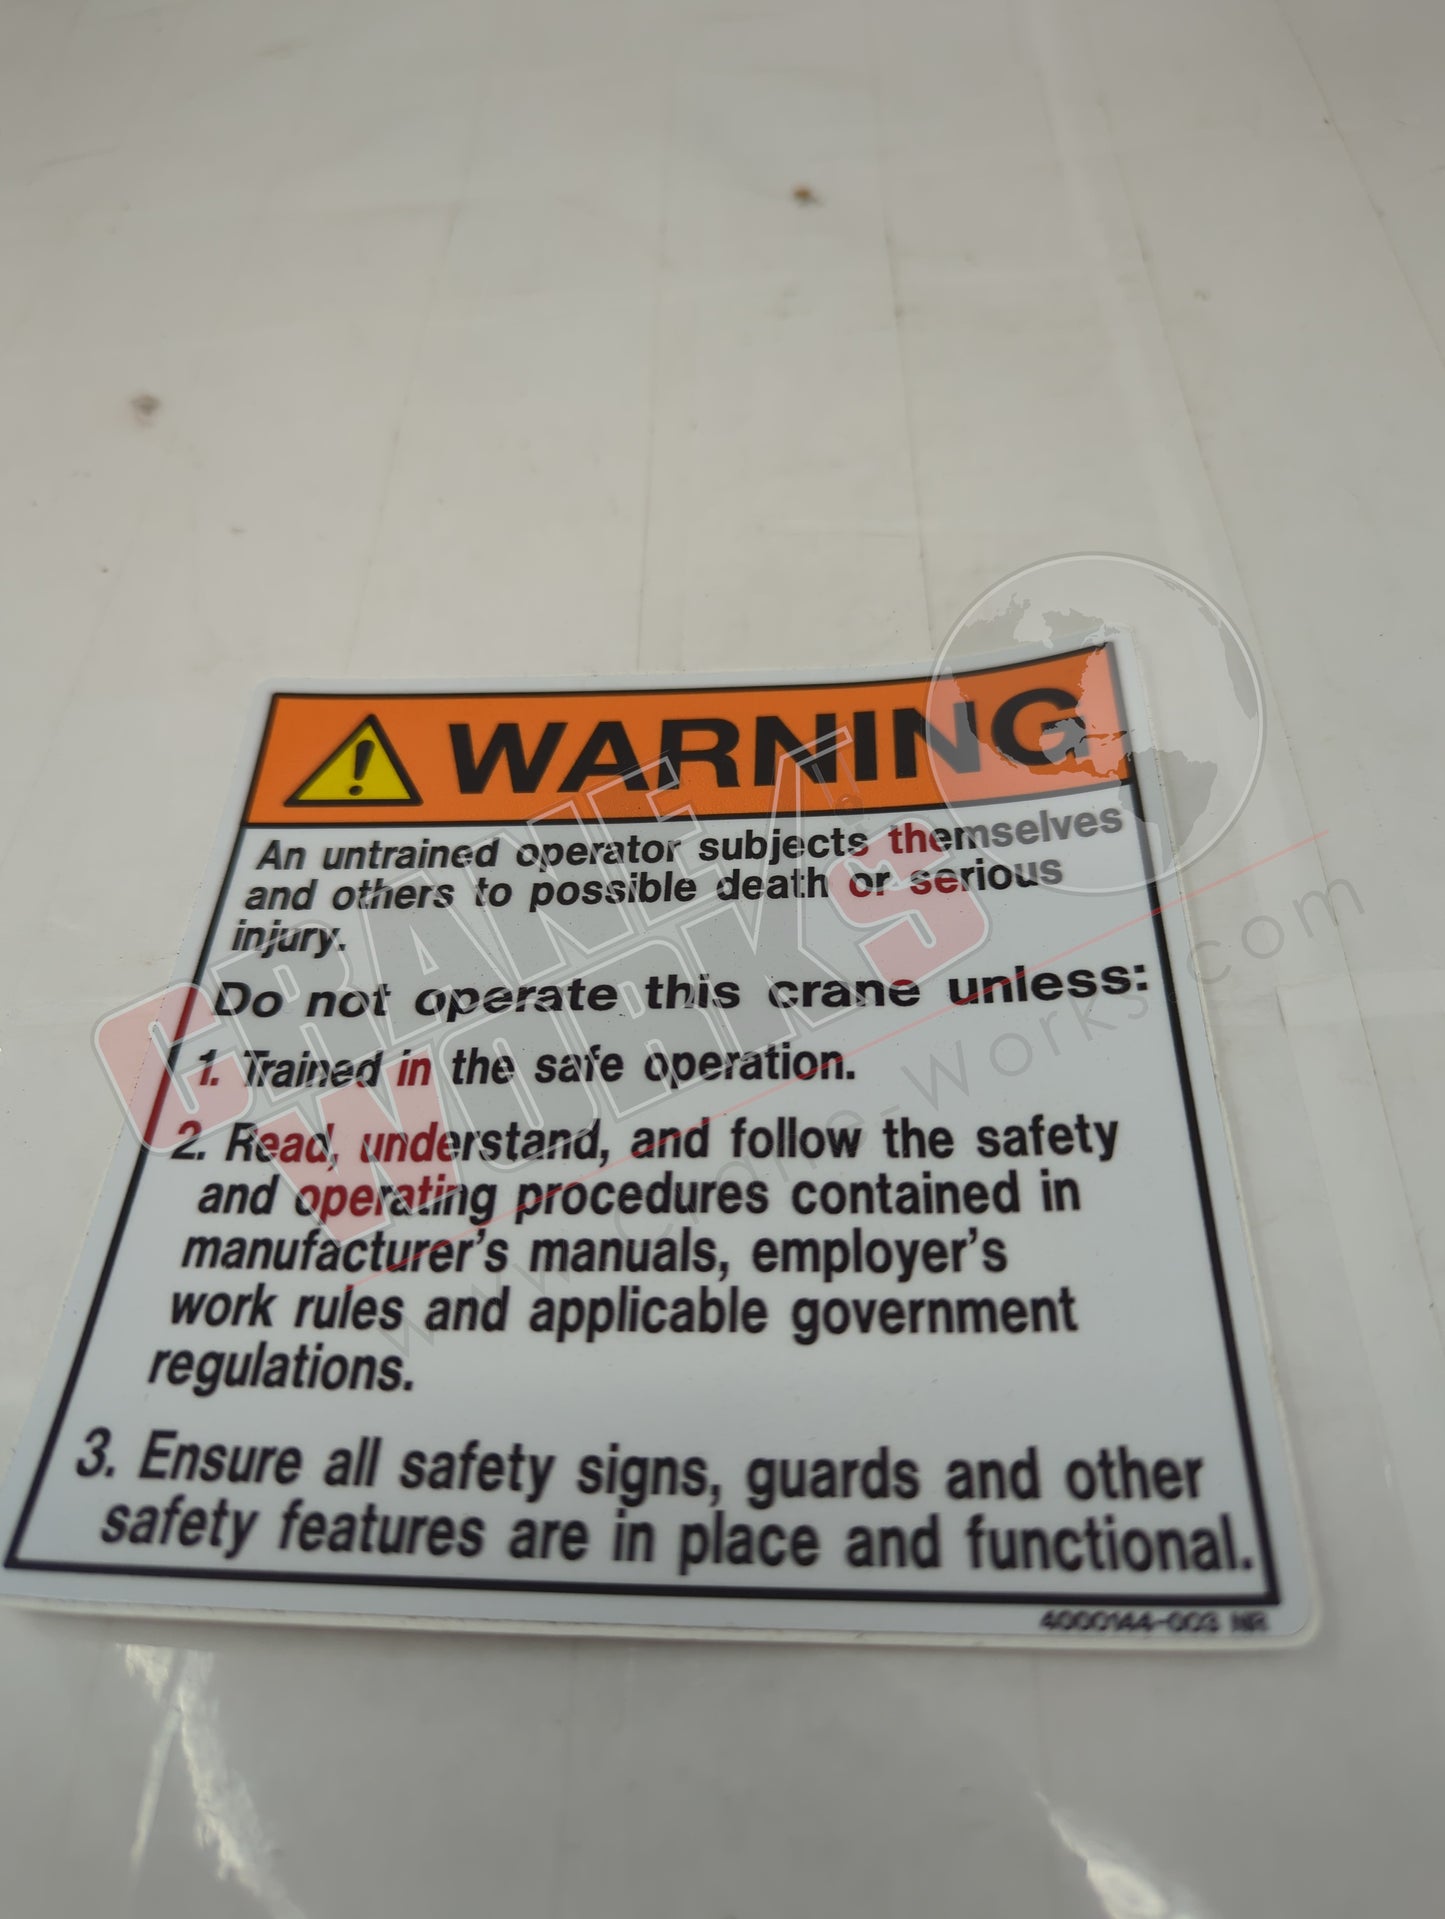 WARNING
An untrained operator subjects themselves
and others to possible death or serious
injury.
Do not operate this crane unless:
1. Trained in the safe operation.
2. Read, understand, and follow the safety
and operating procedures contained in
manufacturer's manuals, employer's
work rules and applicable government
regulations.
3. Ensure all safety signs, guards and other
safety features are in place and functional.
4000144-003 NR
CRANE
WORKS
www.crane-works.com